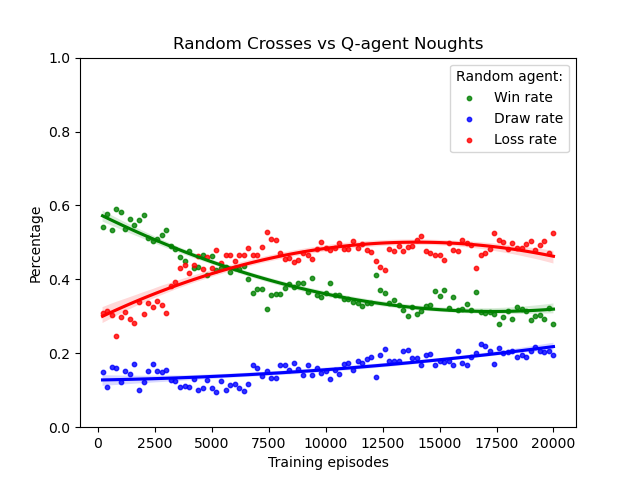 Random Crosses vs Q-agent Noughts
Random agent:
Win rate
Draw rate
Loss rate
Percentage
1.0
0.8
0.6
0.4
0.2
0.0
0 2500 5000 7500 10000 12500 15000 17500 20000
Training episodes